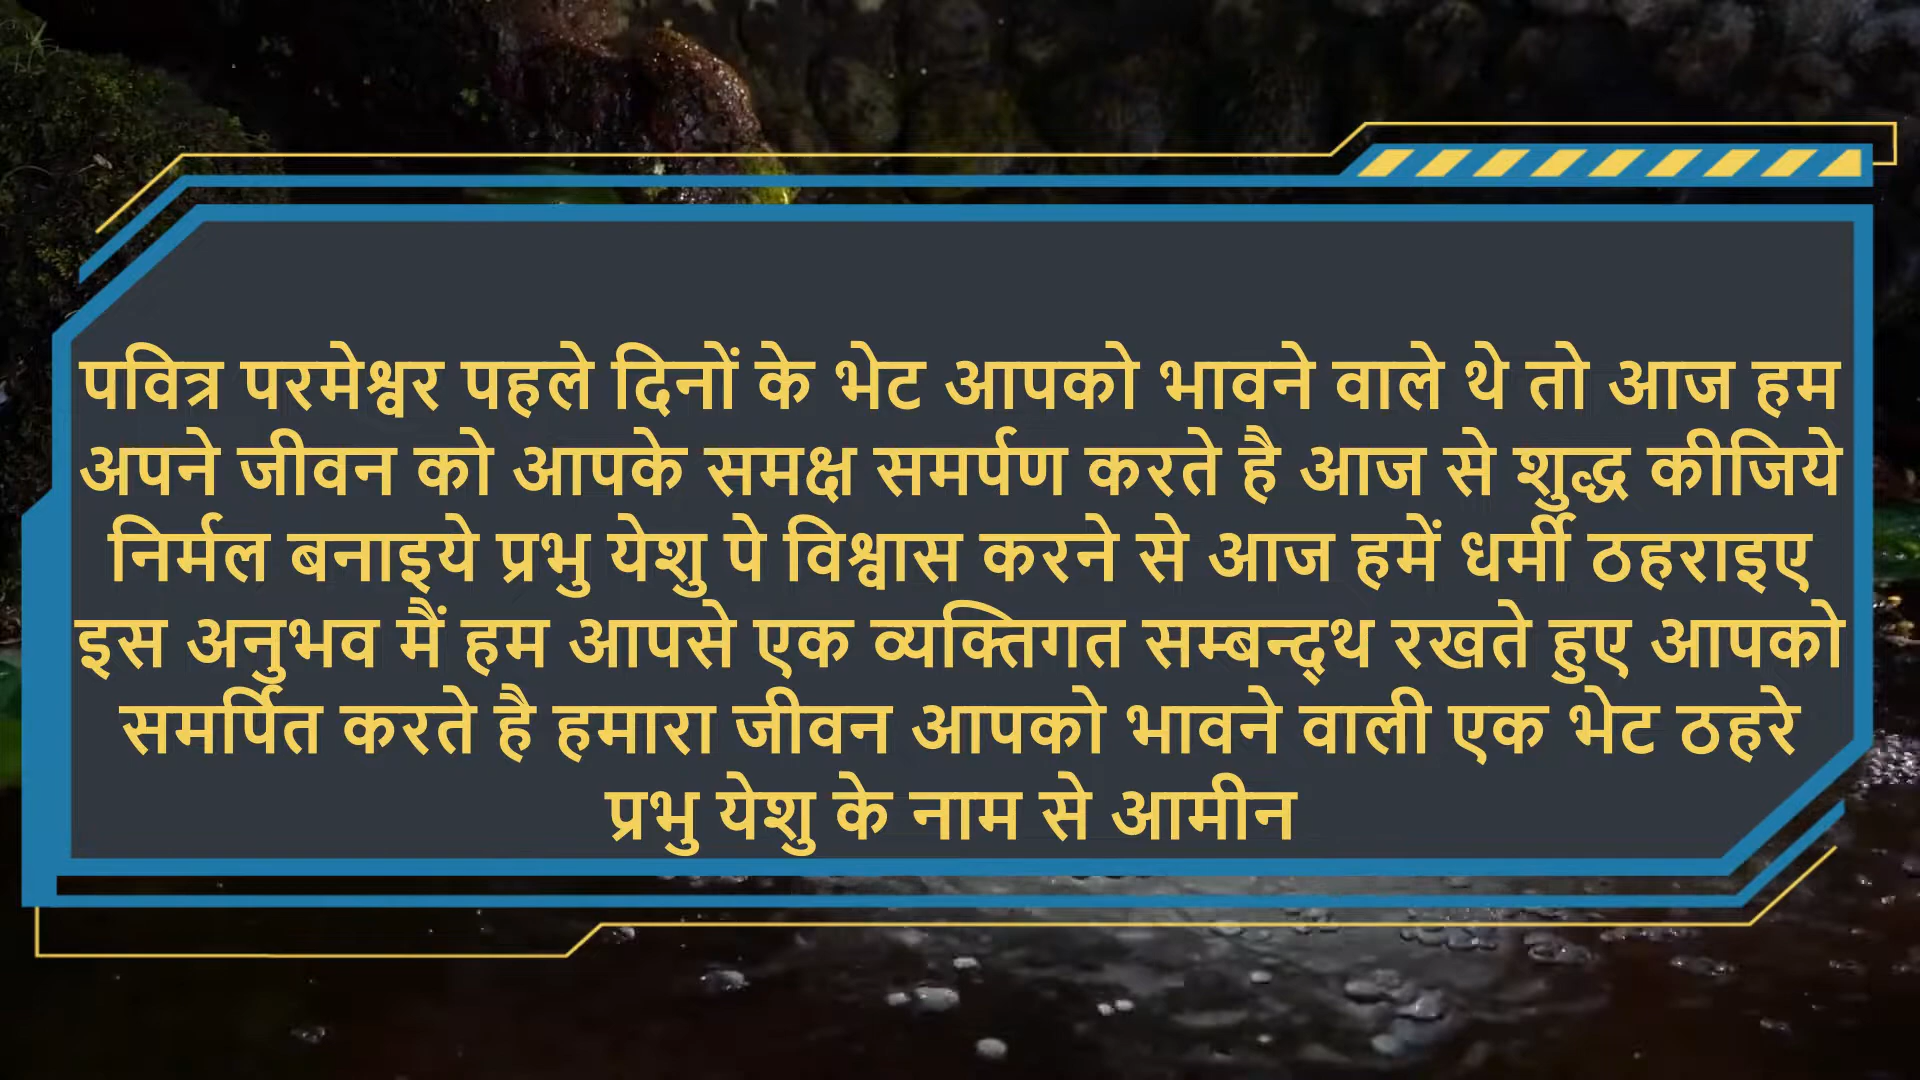 पवित्र परमेश्वर पहले दिनों के भेट आपको भावने वाले थे तो आज हम
अपने जीवन को आपके समक्ष समर्पण करते है आज से शुद्ध कीजिये
निर्मल बनाइये प्रभु येशु पे विश्वास करने से आज हमें धर्मी ठहराइए
इस अनुभव मैं हम आपसे एक व्यक्तिगत सम्बन्द्थ रखते हुए आपको
समर्पित करते है हमारा जीवन आपको भावने वाली एक भेट ठहरे
प्रभु येशु के नाम से आमीन